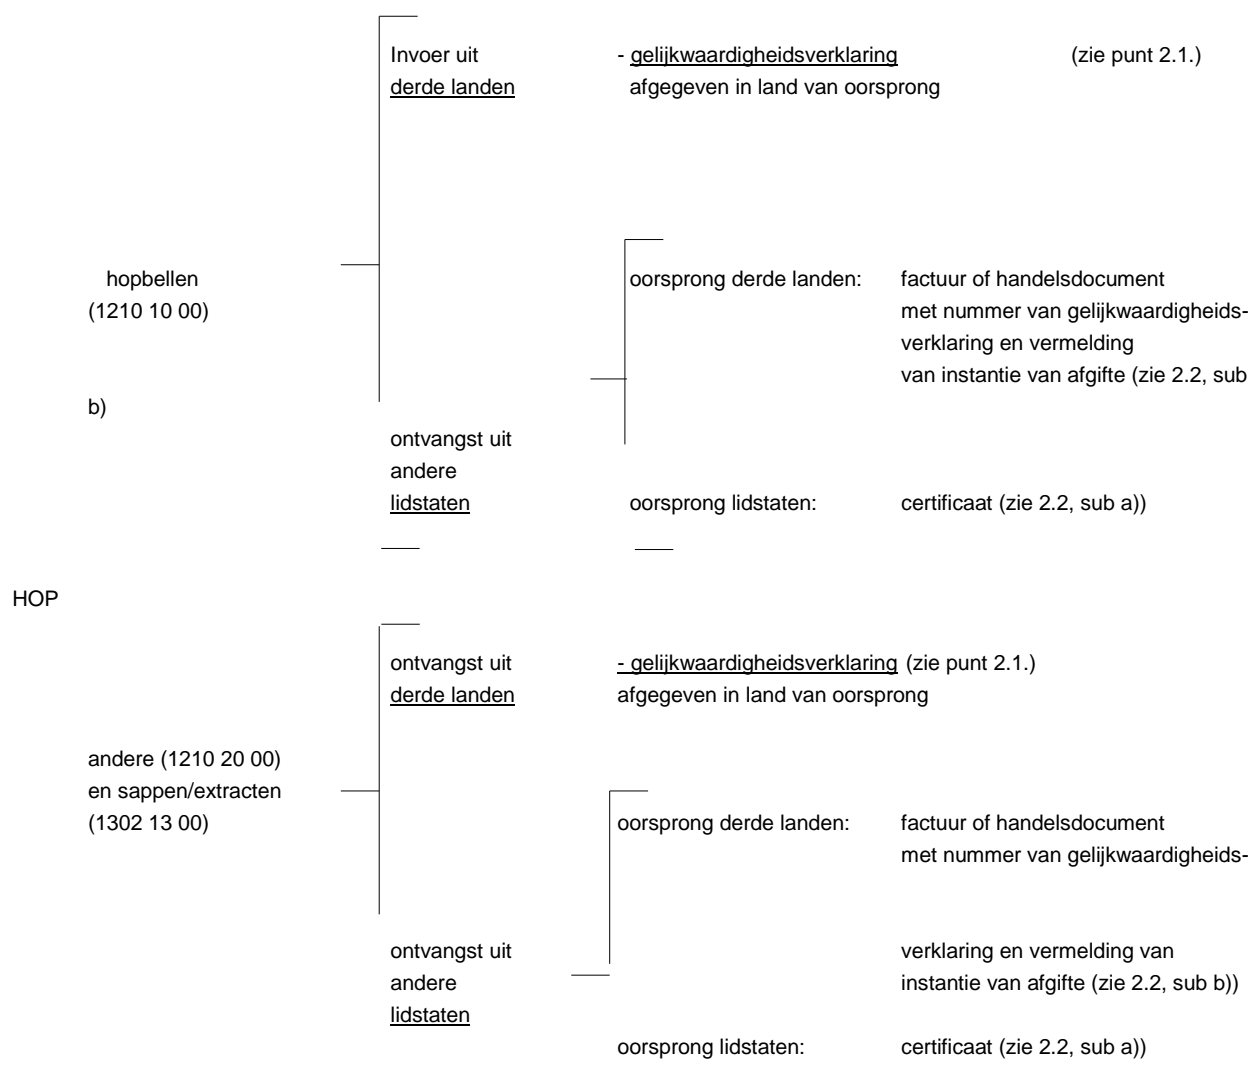 Invoer uit - gelijkwaardigheidsverklaring (zie punt 2.1.)
derde landen afgegeven in land van oorsprong
hopbellen oorsprong derde landen: factuur of handelsdocument
(1210 10 00) met nummer van gelijkwaardigheids-
verklaring en vermelding
van instantie van afgifte (zie 2.2, sub
b)
ontvangst uit
andere
lidstaten oorsprong lidstaten: certificaat (zie 2.2, sub a))
HOP
ontvangst uit - gelijkwaardigheidsverklaring (zie punt 2.1.)
derde landen afgegeven in land van oorsprong
andere (1210 20 00)
en sappen/extracten
(1302 13 00) oorsprong derde landen: factuur of handelsdocument
met nummer van gelijkwaardigheids-
ontvangst uit verklaring en vermelding van
andere instantie van afgifte (zie 2.2, sub b))
lidstaten
oorsprong lidstaten: certificaat (zie 2.2, sub a))